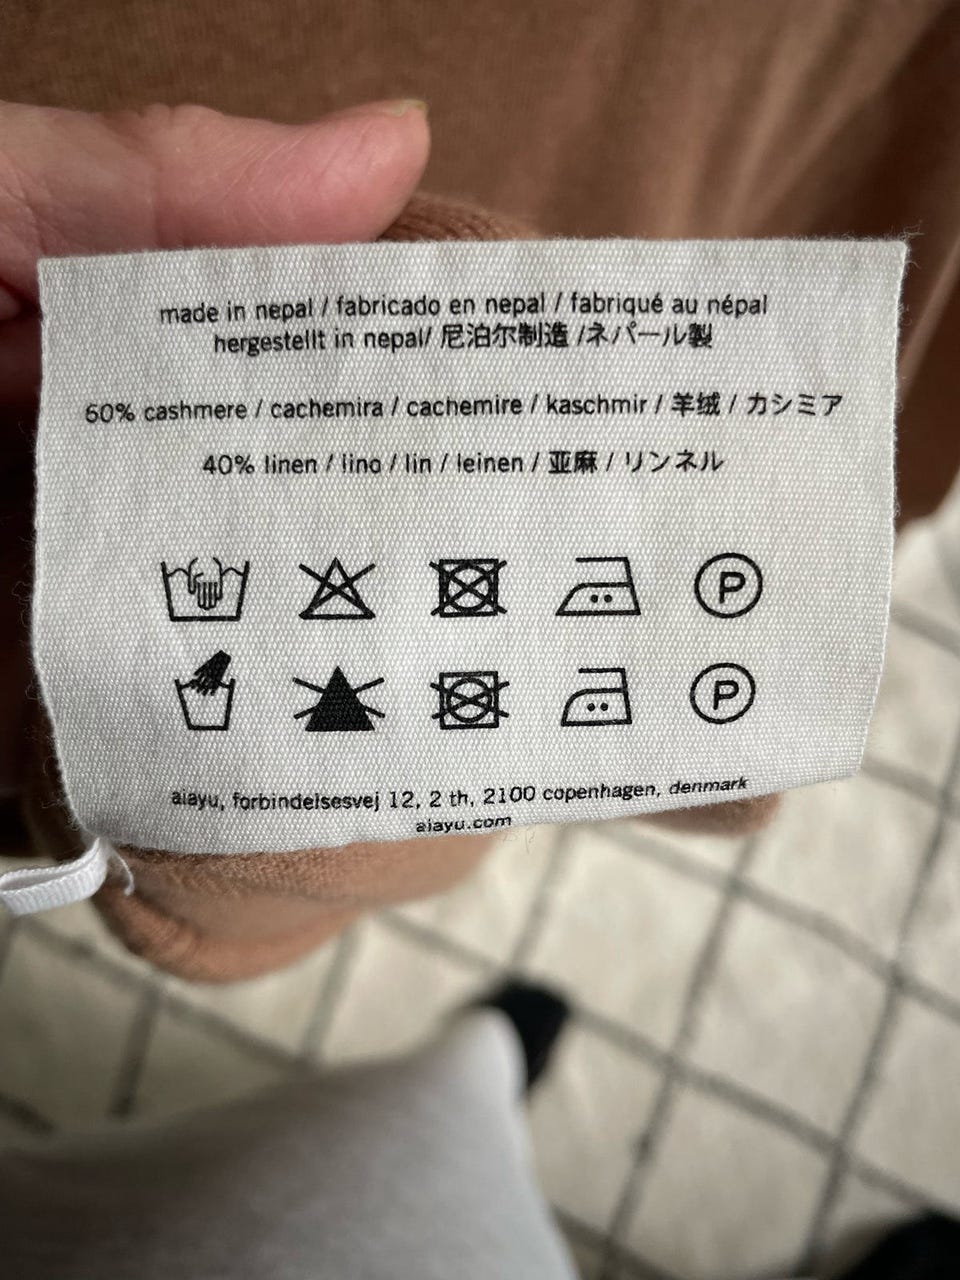 made in nepal / fabricado en nepal / fabriqué au népal
hergestellt in nepal/ 尼泊尔制造 /ネパール製
60% cashmere / cachemira / cachemire / kaschmir / 羊绒 / カシミア
40% linen / lino / lin / leinen / 亚麻 / リンネル
P
P
aiayu, forbindelsesvej 12, 2 th, 2100 copenhagen, denmark
aiayu.com